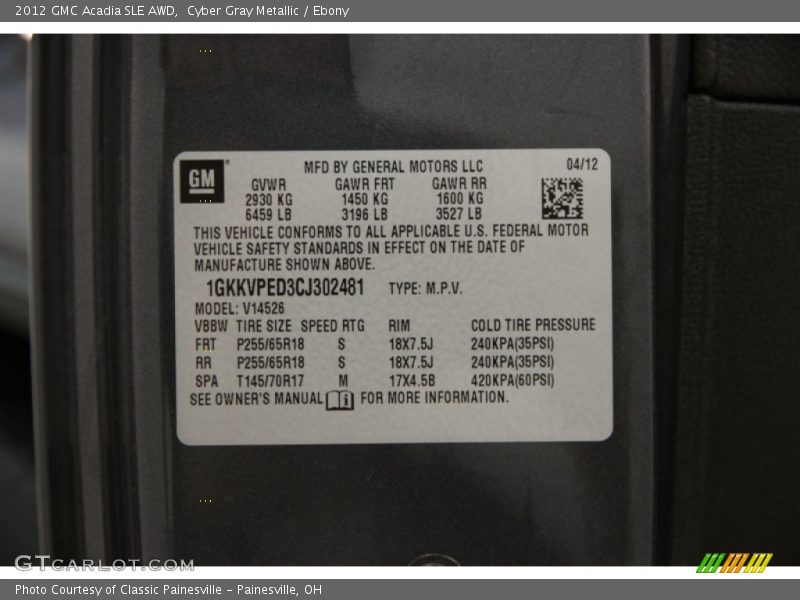 2012 GMC Acadia SLE AWD, Cyber Gray Metallic / Ebony
GM
MFD BY GENERAL MOTORS LLC 04/12
GVWR GAWR FRT GAWR RR
2930 KG 1450 KG 1600 KG
6459 LB 3196 LB 3527 LB
THIS VEHICLE CONFORMS TO ALL APPLICABLE U.S. FEDERAL MOTOR
VEHICLE SAFETY STANDARDS IN EFFECT ON THE DATE OF
MANUFACTURE SHOWN ABOVE.
1GKKVPED3CJ302481 TYPE: M.P.V.
MODEL: V14526
VBBW TIRE SIZE SPEED RTG RIM COLD TIRE PRESSURE
FRT P255/65R18 S 18X7.5J 240KPA(35PSI)
RR P255/65R18 S 18X7.5J 240KPA(35PSI)
SPA T145/70R17 M 17X4.5B 420KPA(60PSI)
SEE OWNER'S MANUAL FOR MORE INFORMATION.
GTCARLOT.COM
Photo Courtesy of Classic Painesville - Painesville, OH